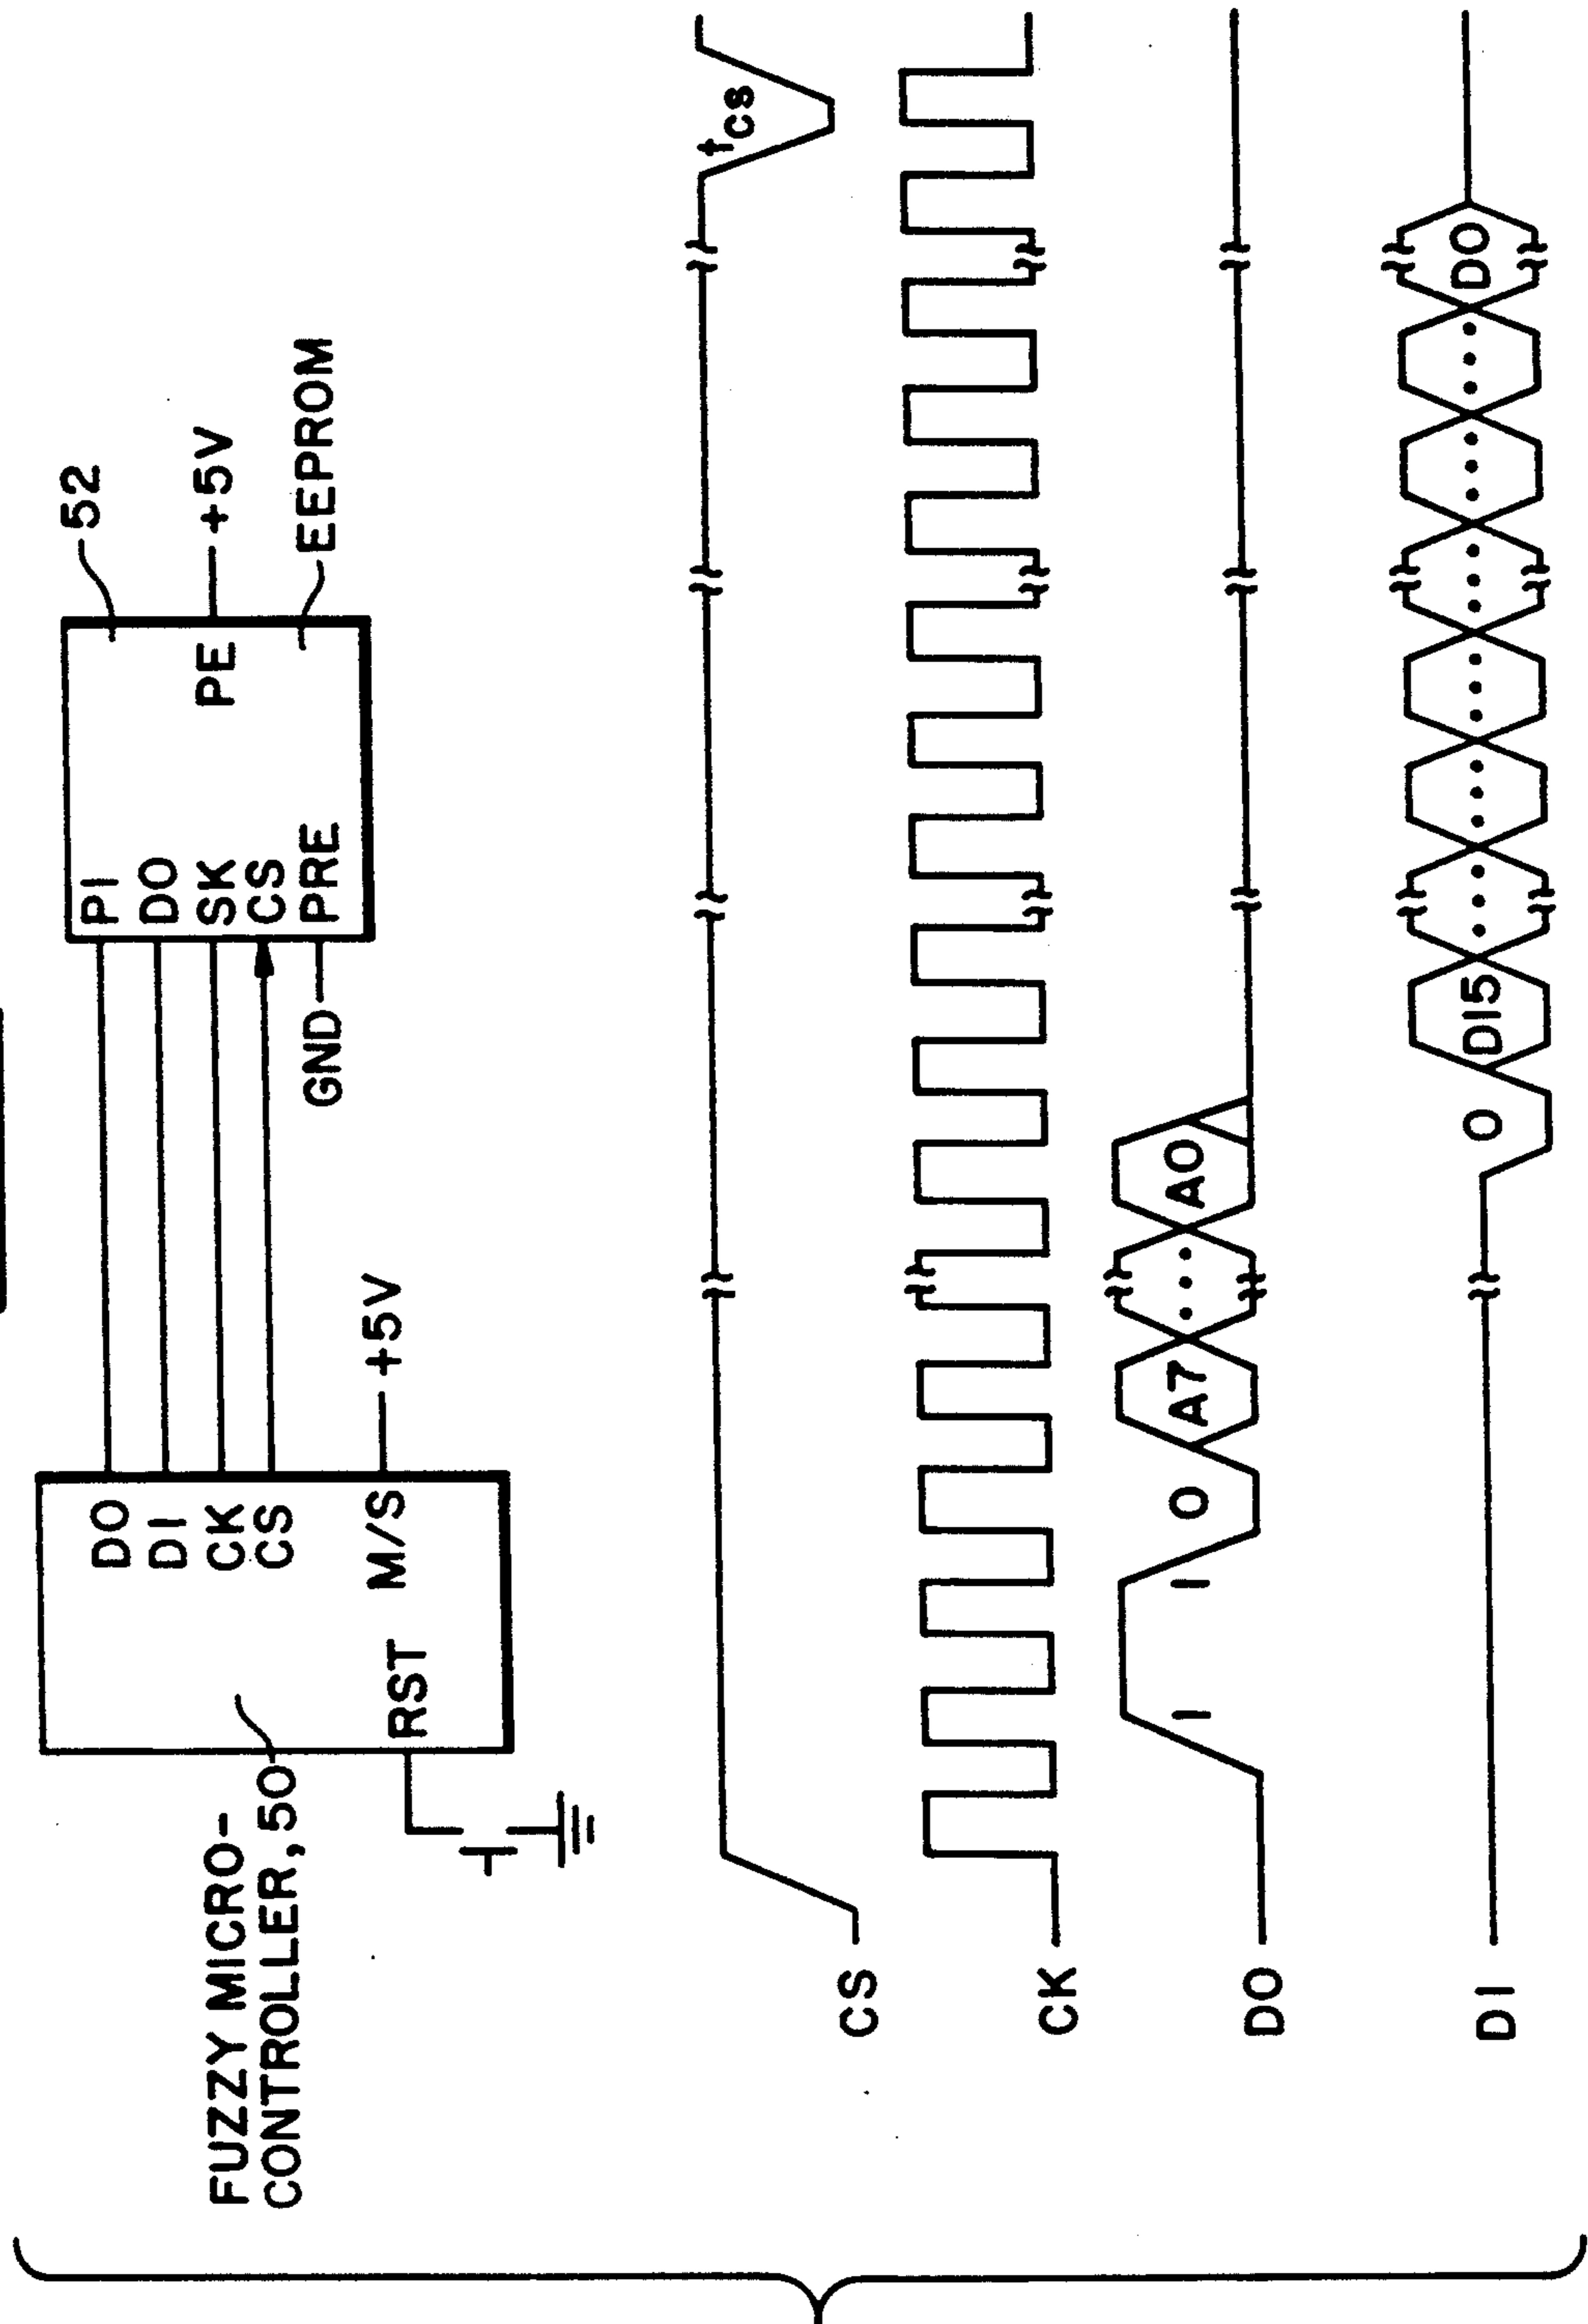 FUZZY MICRO-
CONTROLLER, 50
DO
DI
CK
CS
M/S
+5V
RST
PI
DO
SK
CS
PRE
GND
PE
+5V
52
EEPROM
CS
tcs
CK
DO
1 1 0 A7 ... A0
DI
0 D15 ... ... ... ... ... ... ... D0